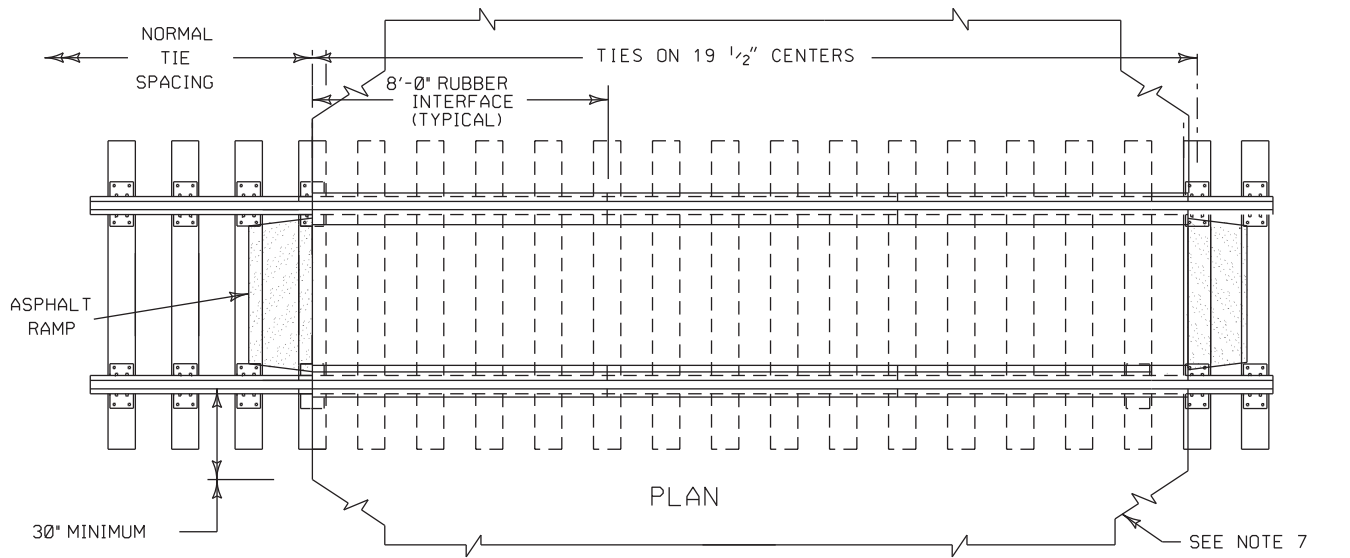 NORMAL
TIE
SPACING
TIES ON 19 1/2" CENTERS
8'-0" RUBBER
INTERFACE
(TYPICAL)
ASPHALT
RAMP
PLAN
30" MINIMUM
SEE NOTE 7